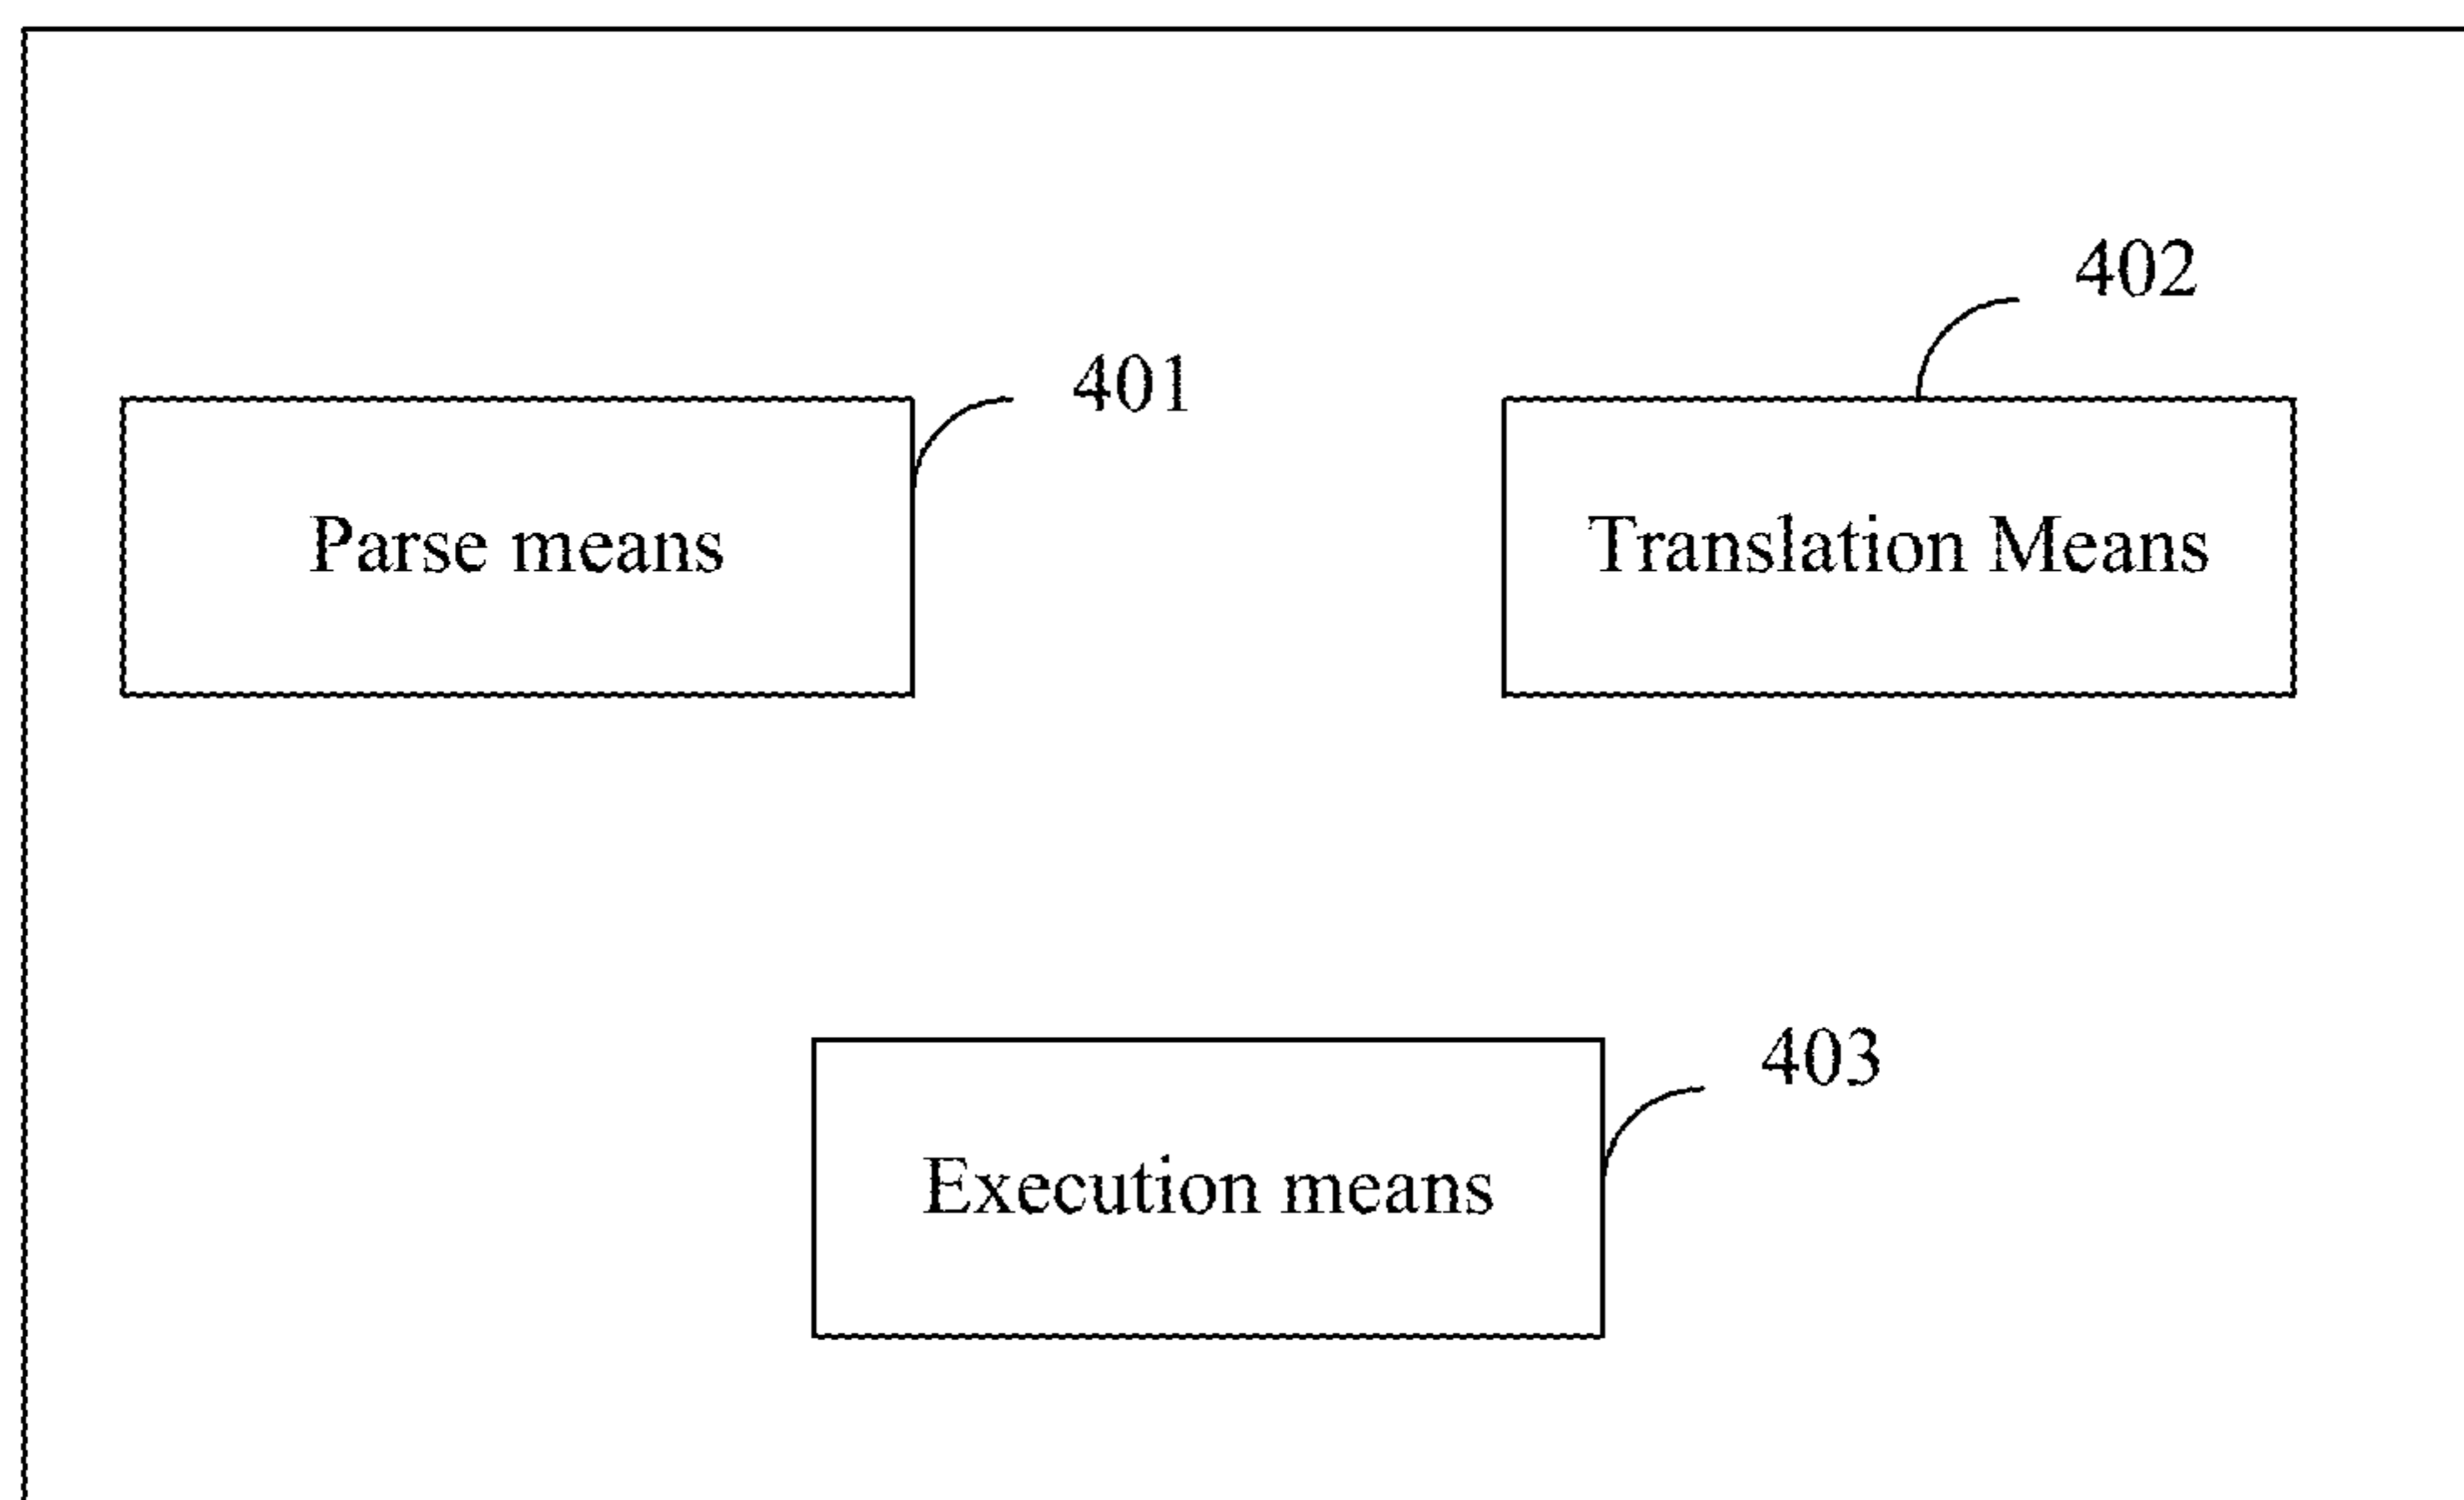 402
401
Parse means
Translation Means
403
Execution means